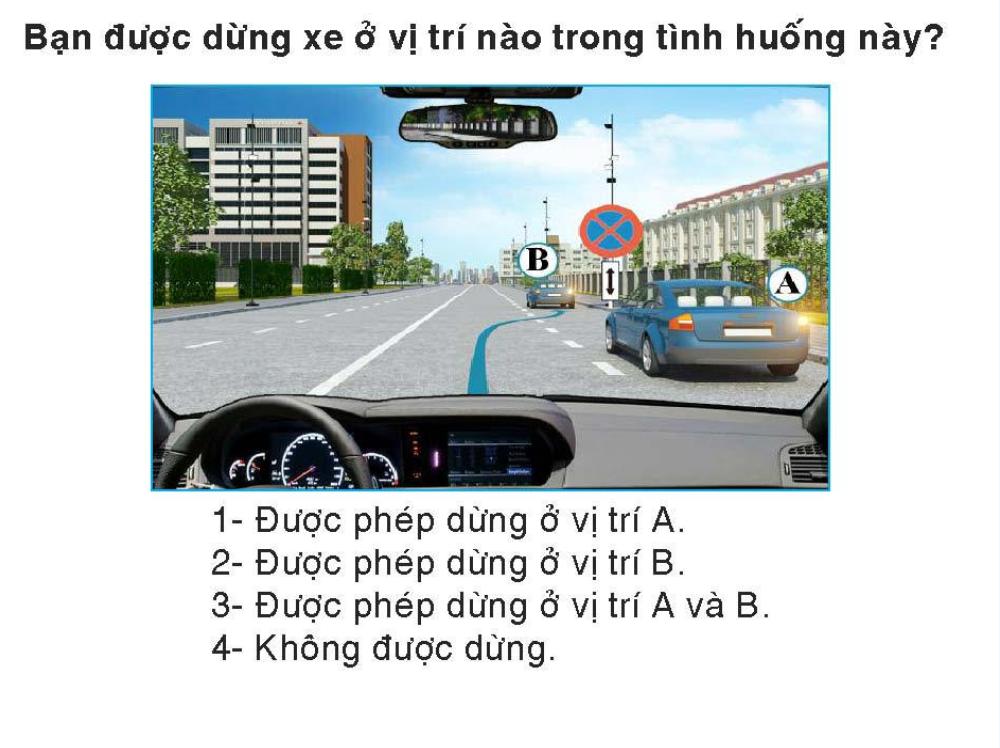 Bạn được dừng xe ở vị trí nào trong tình huống này?
B
A
1- Được phép dừng ở vị trí A.
2- Được phép dừng ở vị trí B.
3- Được phép dừng ở vị trí A và B.
4- Không được dừng.